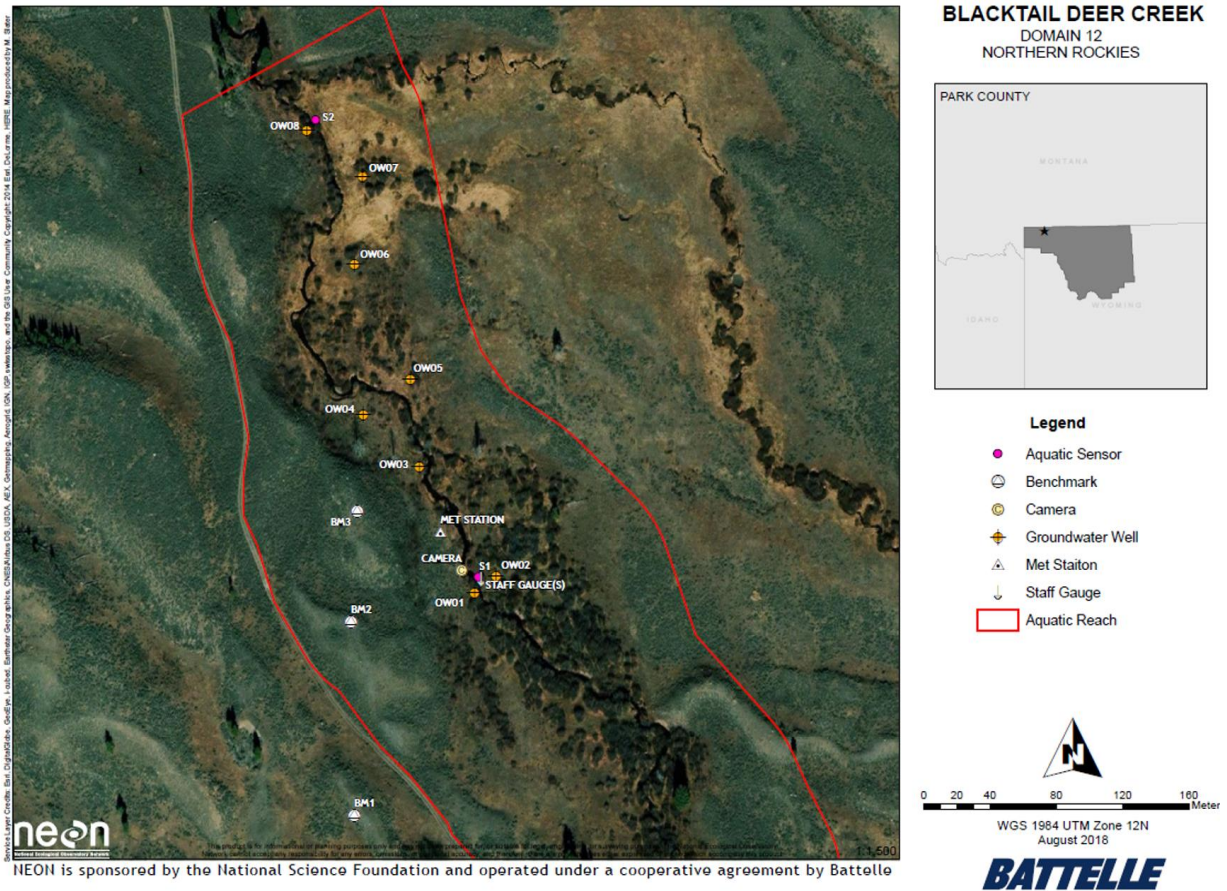 BLACKTAIL DEER CREEK
DOMAIN 12
NORTHERN ROCKIES
PARK COUNTY
MONTANA
IDAHO
WYOMING
S2
OW08
OW07
OW06
OW05
OW04
OW03
BM3
MET STATION
CAMERA
S1
OW02
STAFF GAUGE(S)
OW01
BM2
BM1
Legend
Aquatic Sensor
Benchmark
Camera
Groundwater Well
Met Staiton
Staff Gauge
Aquatic Reach
N
0 20 40 80 120 160
Meter
WGS 1984 UTM Zone 12N
August 2018
BATTELLE
neon
National Ecological Observatory Network
1:1,500
NEON is sponsored by the National Science Foundation and operated under a cooperative agreement by Battelle